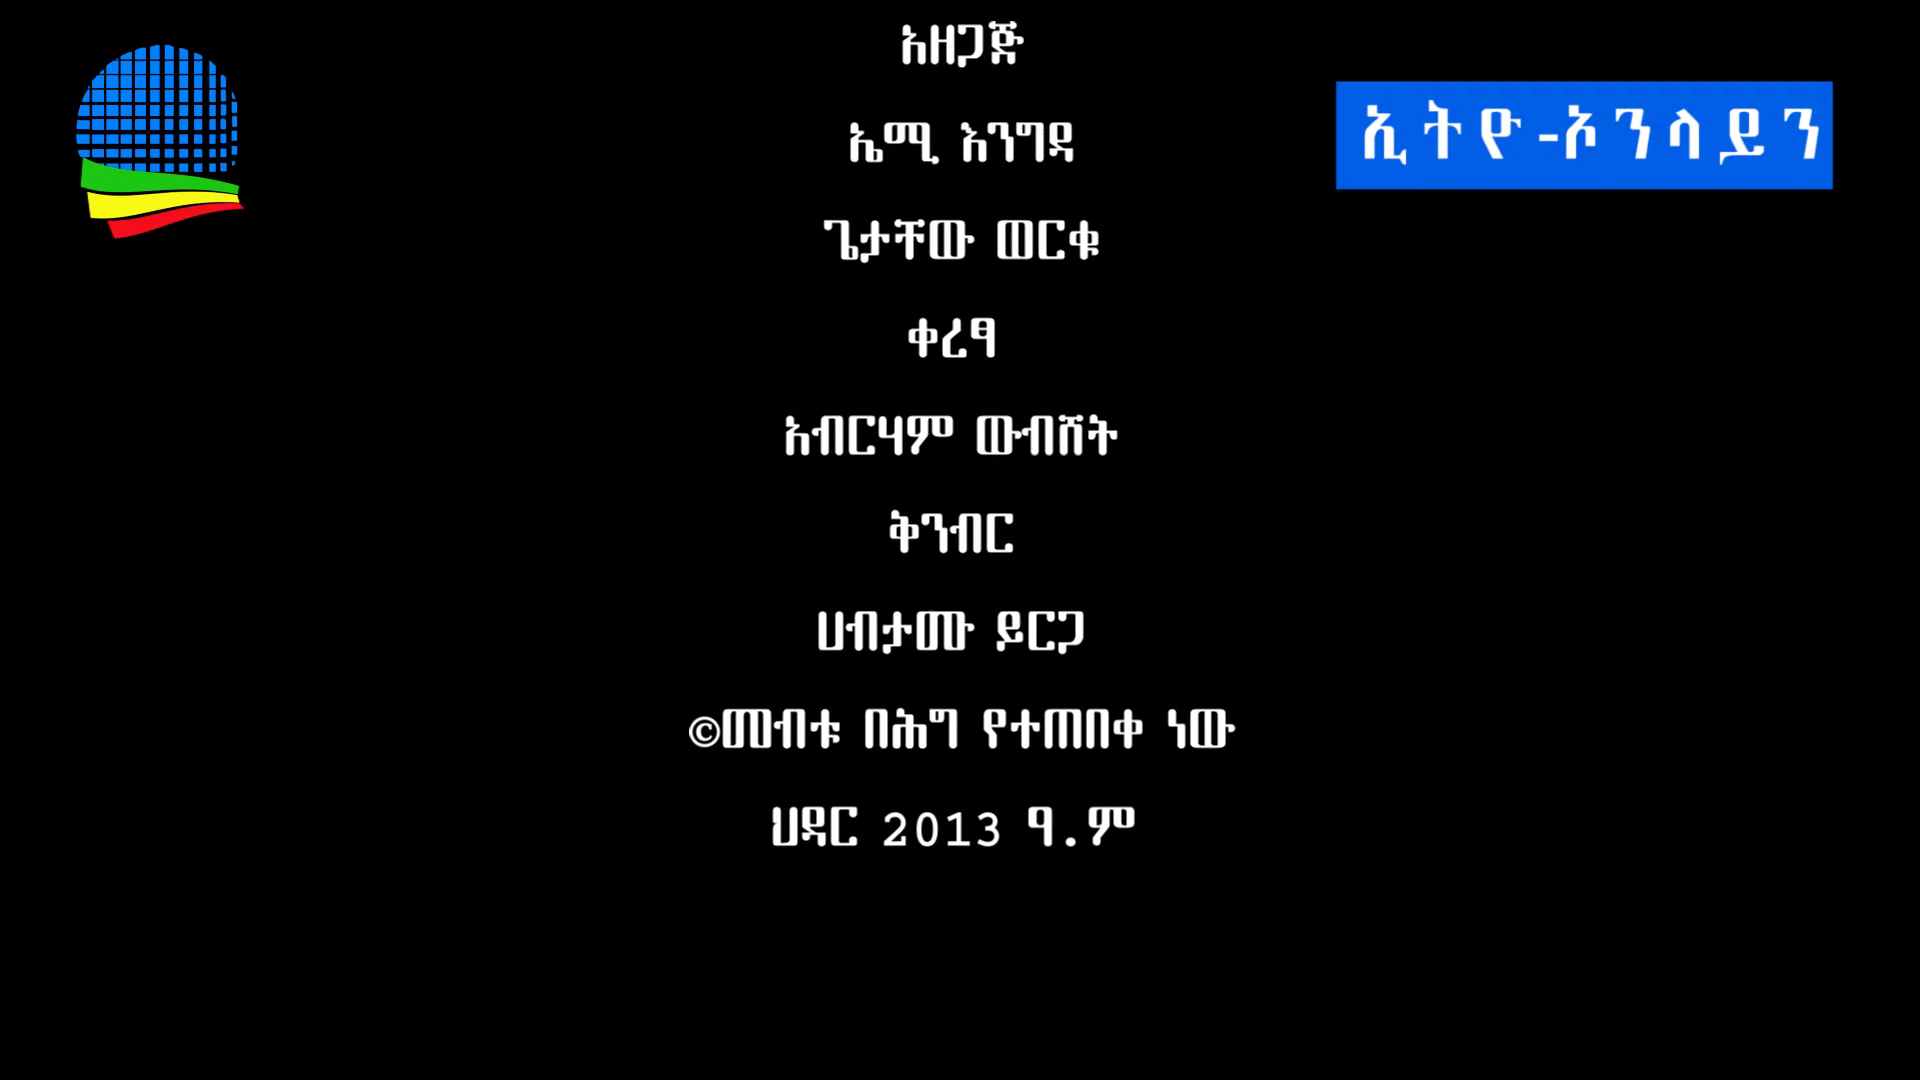 አዘጋጅ
ኤሚ እንግዳ
ጌታቸው ወርቁ
ቀረፃ
አብርሃም ውብሸት
ቅንብር
ሀብታሙ ይርጋ
©መብቱ በሕግ የተጠበቀ ነው
ህዳር 2013 ዓ.ም
ኢትዮ-ኦንላይን